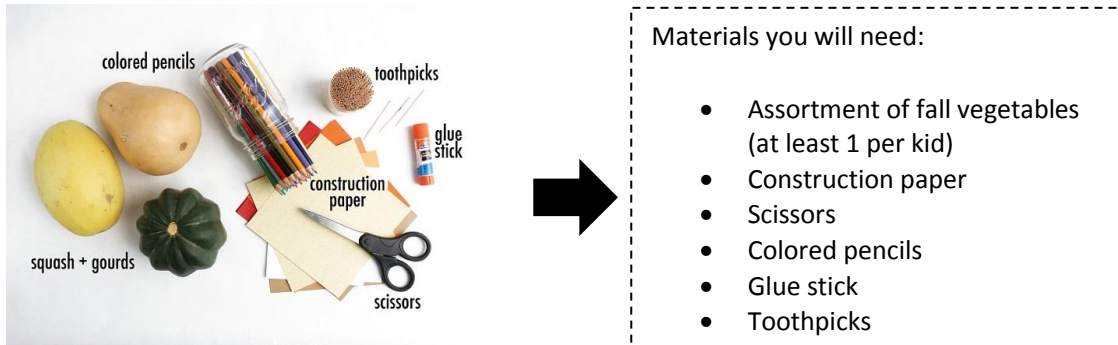 colored pencils
toothpicks
glue
stick
construction
paper
squash + gourds
scissors
Materials you will need:
• Assortment of fall vegetables
(at least 1 per kid)
• Construction paper
• Scissors
• Colored pencils
• Glue stick
• Toothpicks